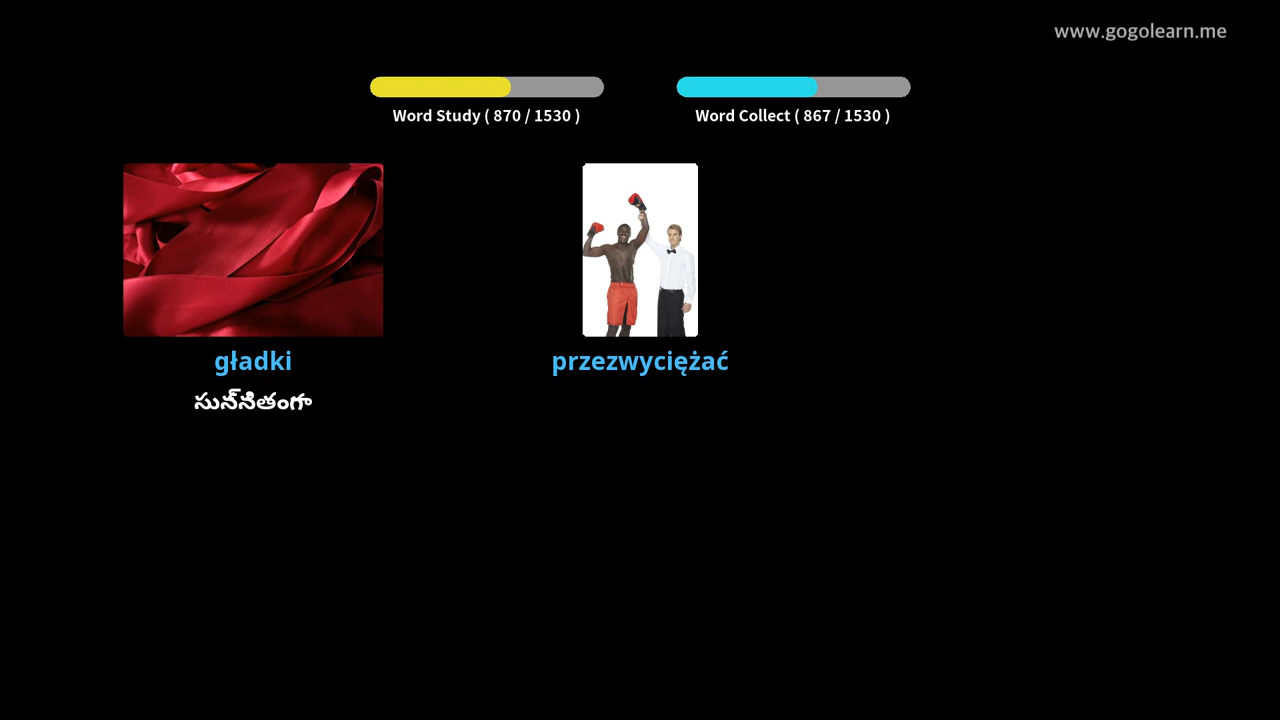 www.gogolearn.me
Word Study ( 870 / 1530 )
Word Collect ( 867 / 1530 )
gładki
przezwyciężać
సున్నితంగా